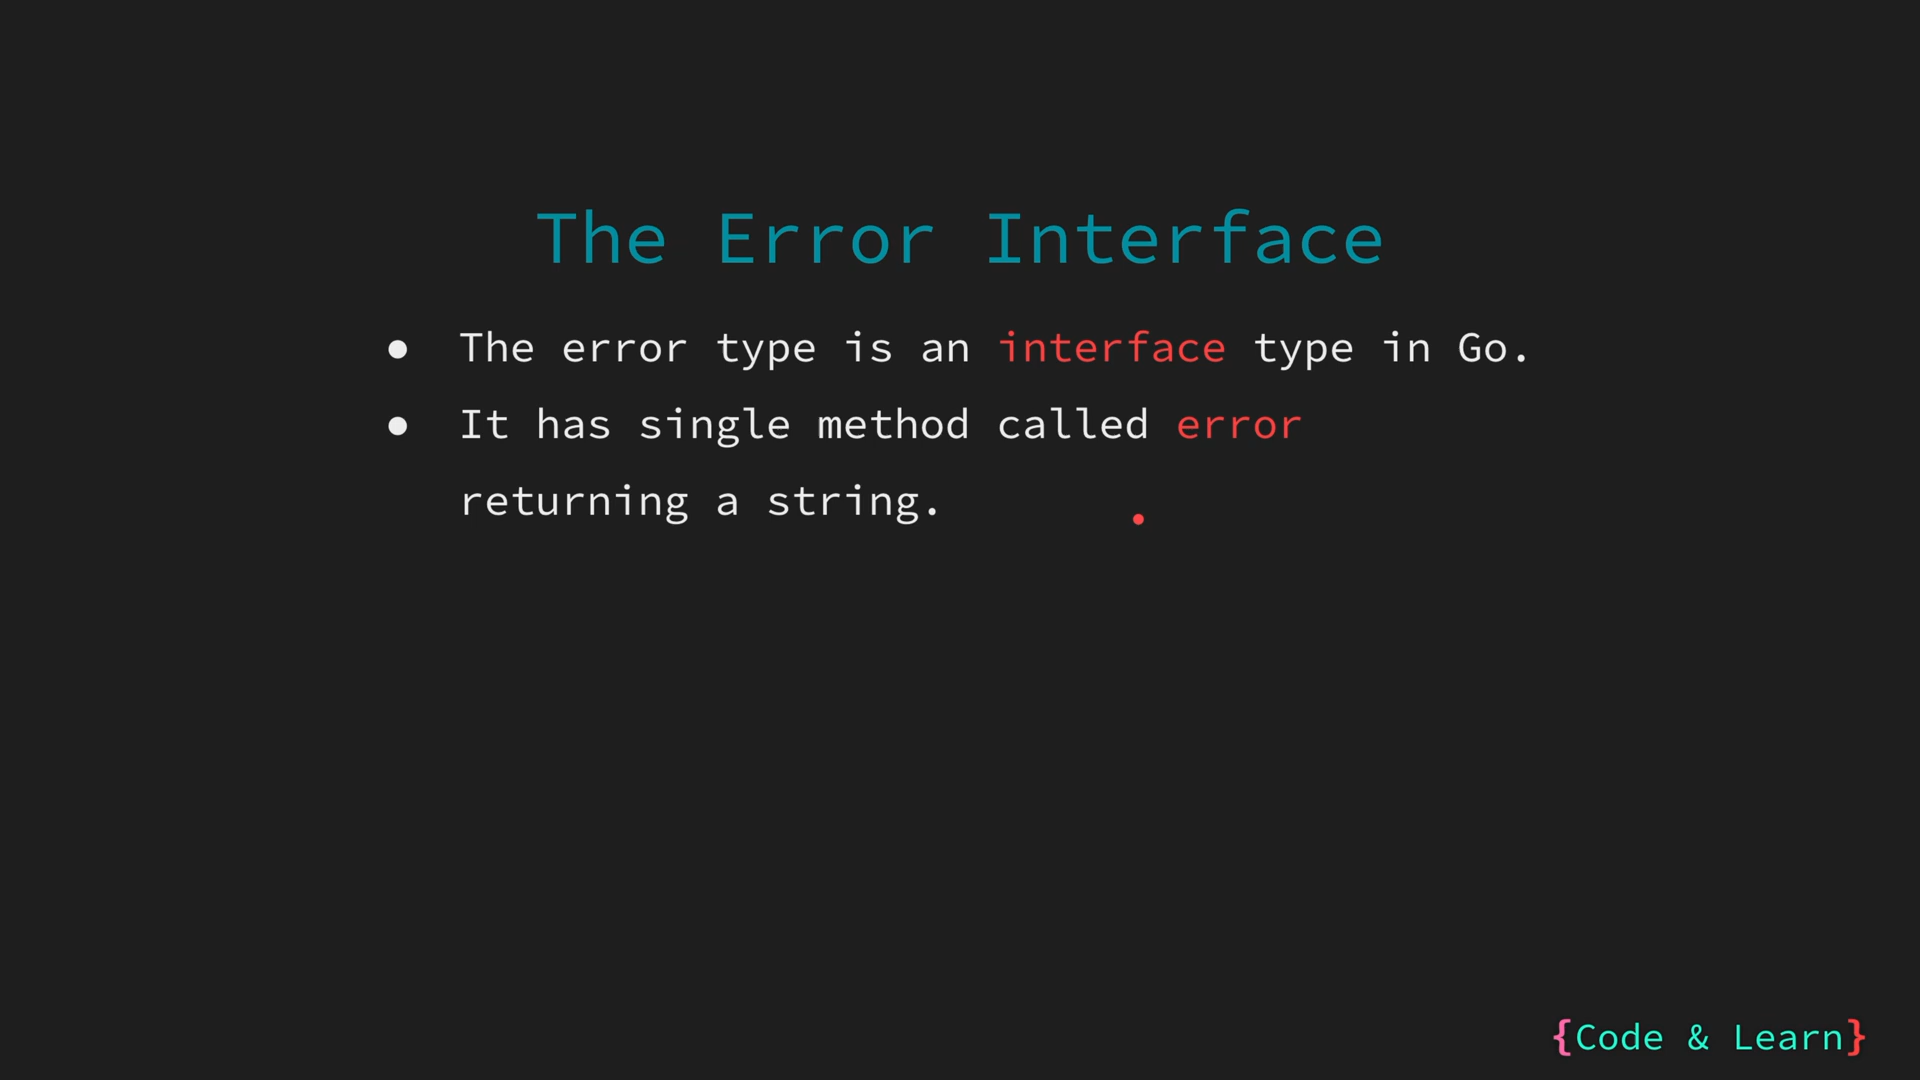 The Error Interface
● The error type is an interface type in Go.
● It has single method called error
returning a string.
{Code & Learn}